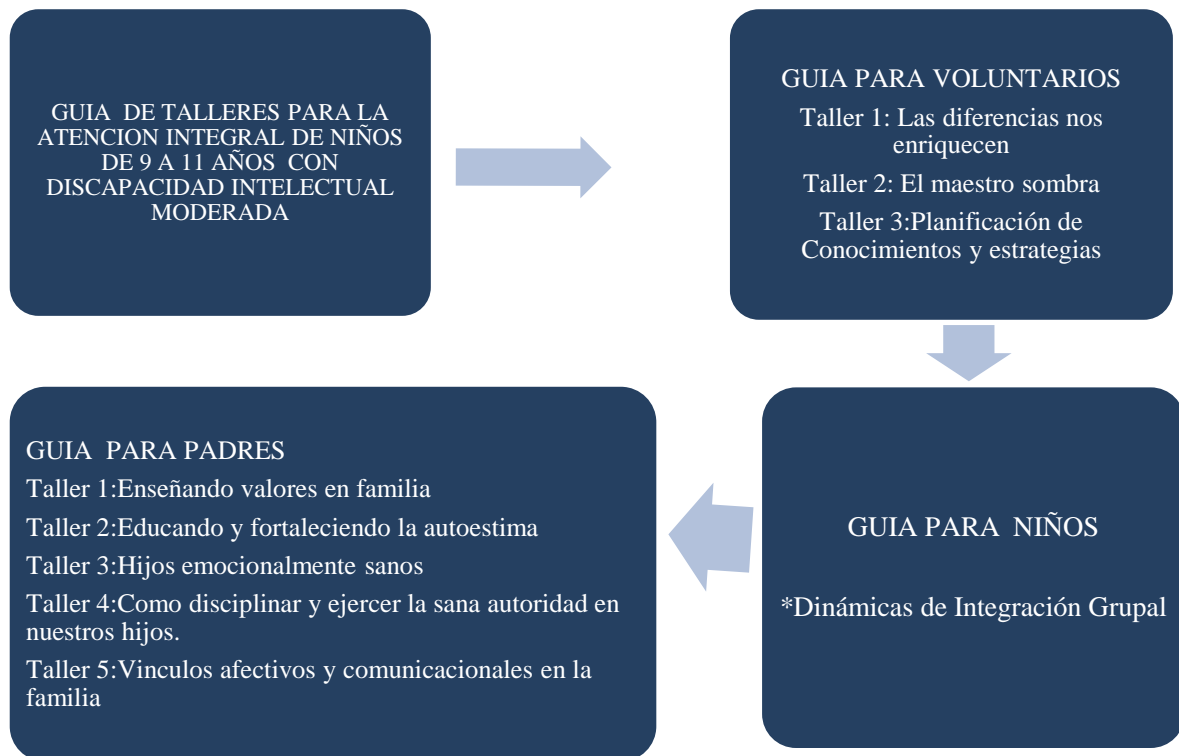 GUIA DE TALLERES PARA LA
ATENCION INTEGRAL DE NIÑOS
DE 9 A 11 AÑOS CON
DISCAPACIDAD INTELECTUAL
MODERADA
GUIA PARA VOLUNTARIOS
Taller 1: Las diferencias nos
enriquecen
Taller 2: El maestro sombra
Taller 3:Planificación de
Conocimientos y estrategias
GUIA PARA NIÑOS
*Dinámicas de Integración Grupal
GUIA PARA PADRES
Taller 1:Enseñando valores en familia
Taller 2:Educando y fortaleciendo la autoestima
Taller 3:Hijos emocionalmente sanos
Taller 4:Como disciplinar y ejercer la sana autoridad en
nuestros hijos.
Taller 5:Vinculos afectivos y comunicacionales en la
familia